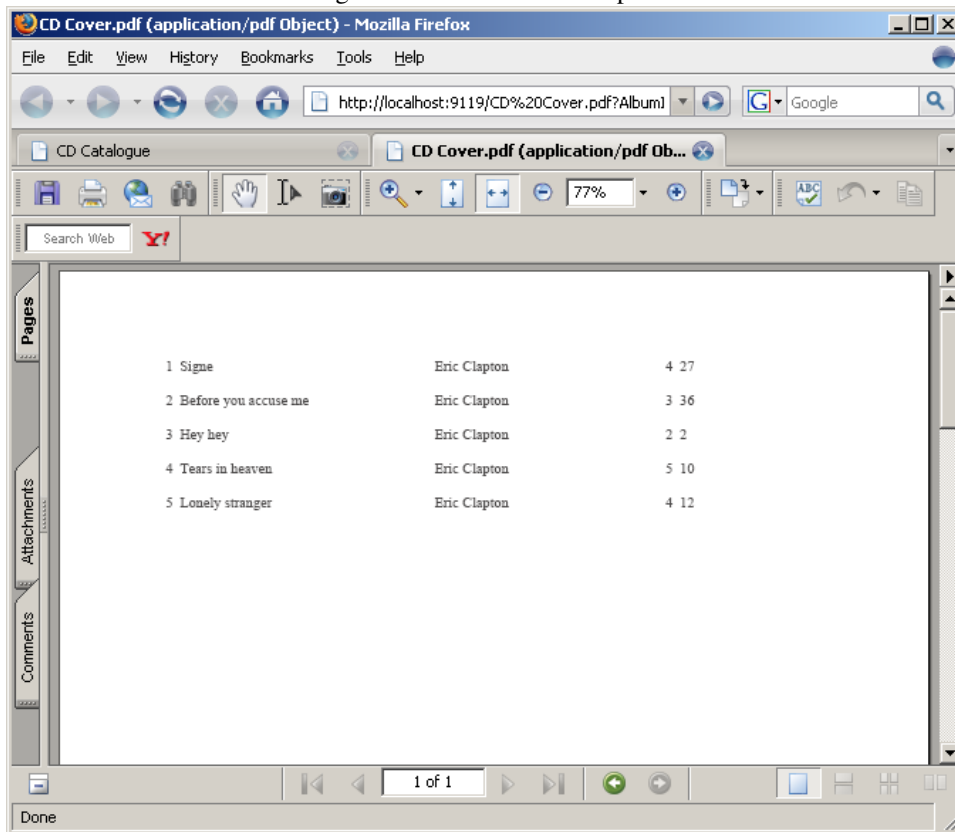 CD Cover.pdf (application/pdf Object) - Mozilla Firefox
File Edit View History Bookmarks Tools Help
http://localhost:9119/CD%20Cover.pdf?AlbumI G Google
CD Catalogue CD Cover.pdf (application/pdf Ob...
77% ABC
Search Web Y!
Pages
Attachments
Comments
1 Signe Eric Clapton 4 27
2 Before you accuse me Eric Clapton 3 36
3 Hey hey Eric Clapton 2 2
4 Tears in heaven Eric Clapton 5 10
5 Lonely stranger Eric Clapton 4 12
1 of 1
Done